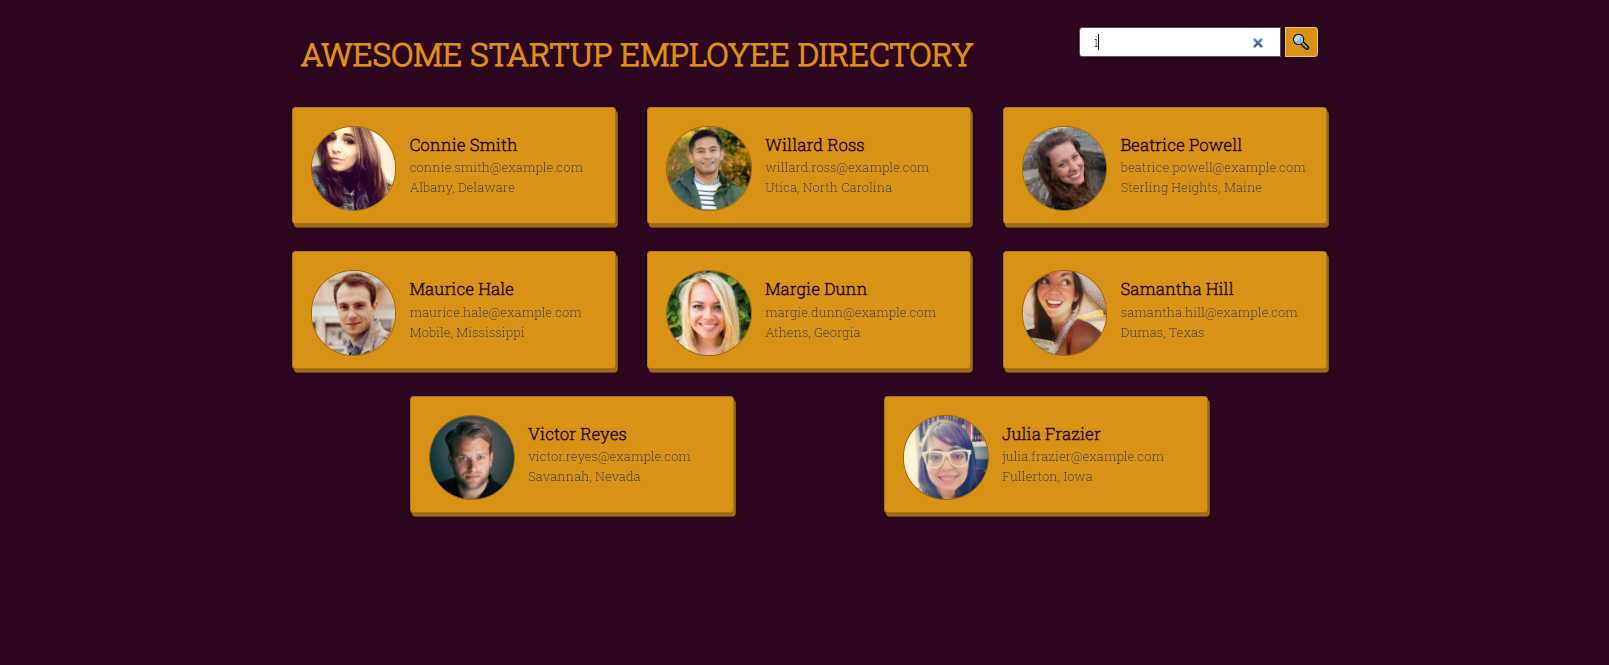 AWESOME STARTUP EMPLOYEE DIRECTORY
i
Connie Smith
connie.smith@example.com
Albany, Delaware
Willard Ross
willard.ross@example.com
Utica, North Carolina
Beatrice Powell
beatrice.powell@example.com
Sterling Heights, Maine
Maurice Hale
maurice.hale@example.com
Mobile, Mississippi
Margie Dunn
margie.dunn@example.com
Athens, Georgia
Samantha Hill
samantha.hill@example.com
Dumas, Texas
Victor Reyes
victor.reyes@example.com
Savannah, Nevada
Julia Frazier
julia.frazier@example.com
Fullerton, Iowa